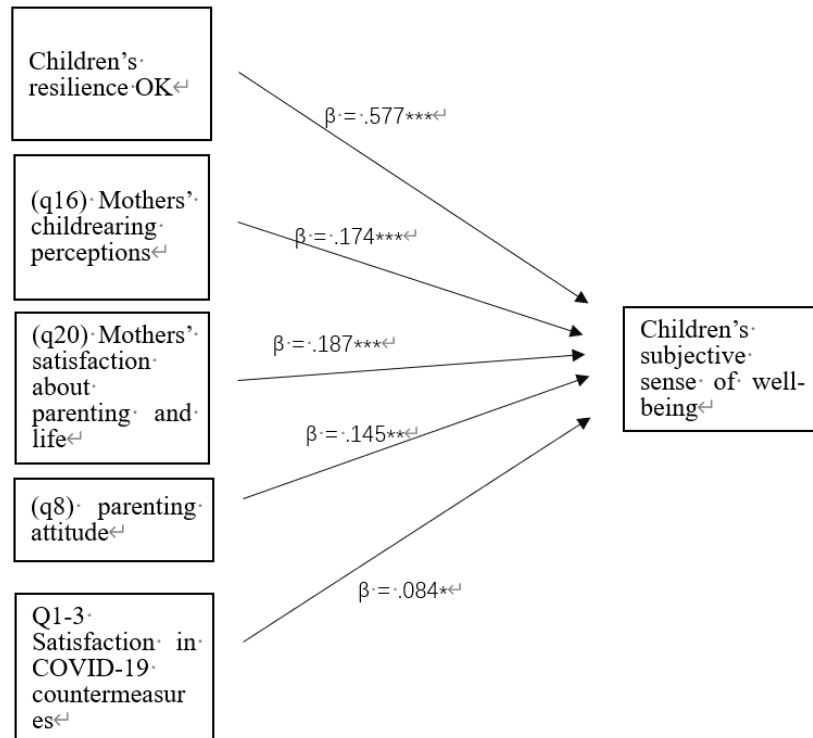 Children's
resilience OK↵
β = .577***↵
(q16) Mothers'
childrearing
perceptions↵
β = .174***↵
(q20) Mothers'
satisfaction
about
parenting and
life↵
β = .187***↵
(q8) parenting
attitude↵
β = .145**↵
Q1-3
Satisfaction in
COVID-19
countermeasur
es↵
β = .084*↵
Children's
subjective
sense of well-
being↵